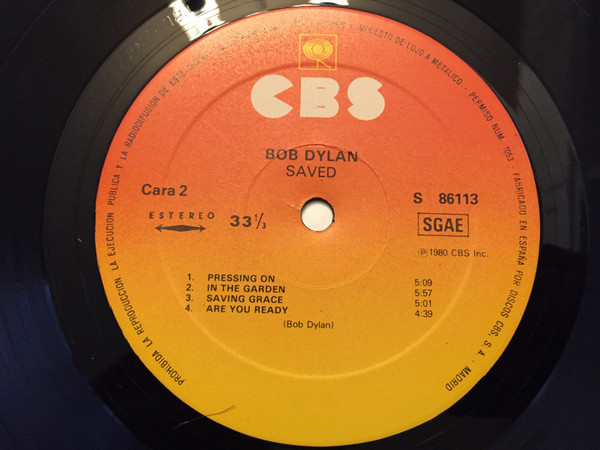 CBS
BOB DYLAN
SAVED
Cara 2
S 86113
ESTEREO
33 1/3
SGAE
℗ 1980 CBS Inc.
1. PRESSING ON 5:09
2. IN THE GARDEN 5:57
3. SAVING GRACE 5:01
4. ARE YOU READY 4:39
(Bob Dylan)
PROHIBIDA LA REPRODUCCION, LA EJECUCION PUBLICA Y LA RADIODIFUSION DE ESTE IMPUESTO DE LUJO A METALICO - PERMISO NUM. 1053 - FABRICADO EN ESPAÑA POR DISCOS CBS, S. A. - MADRID